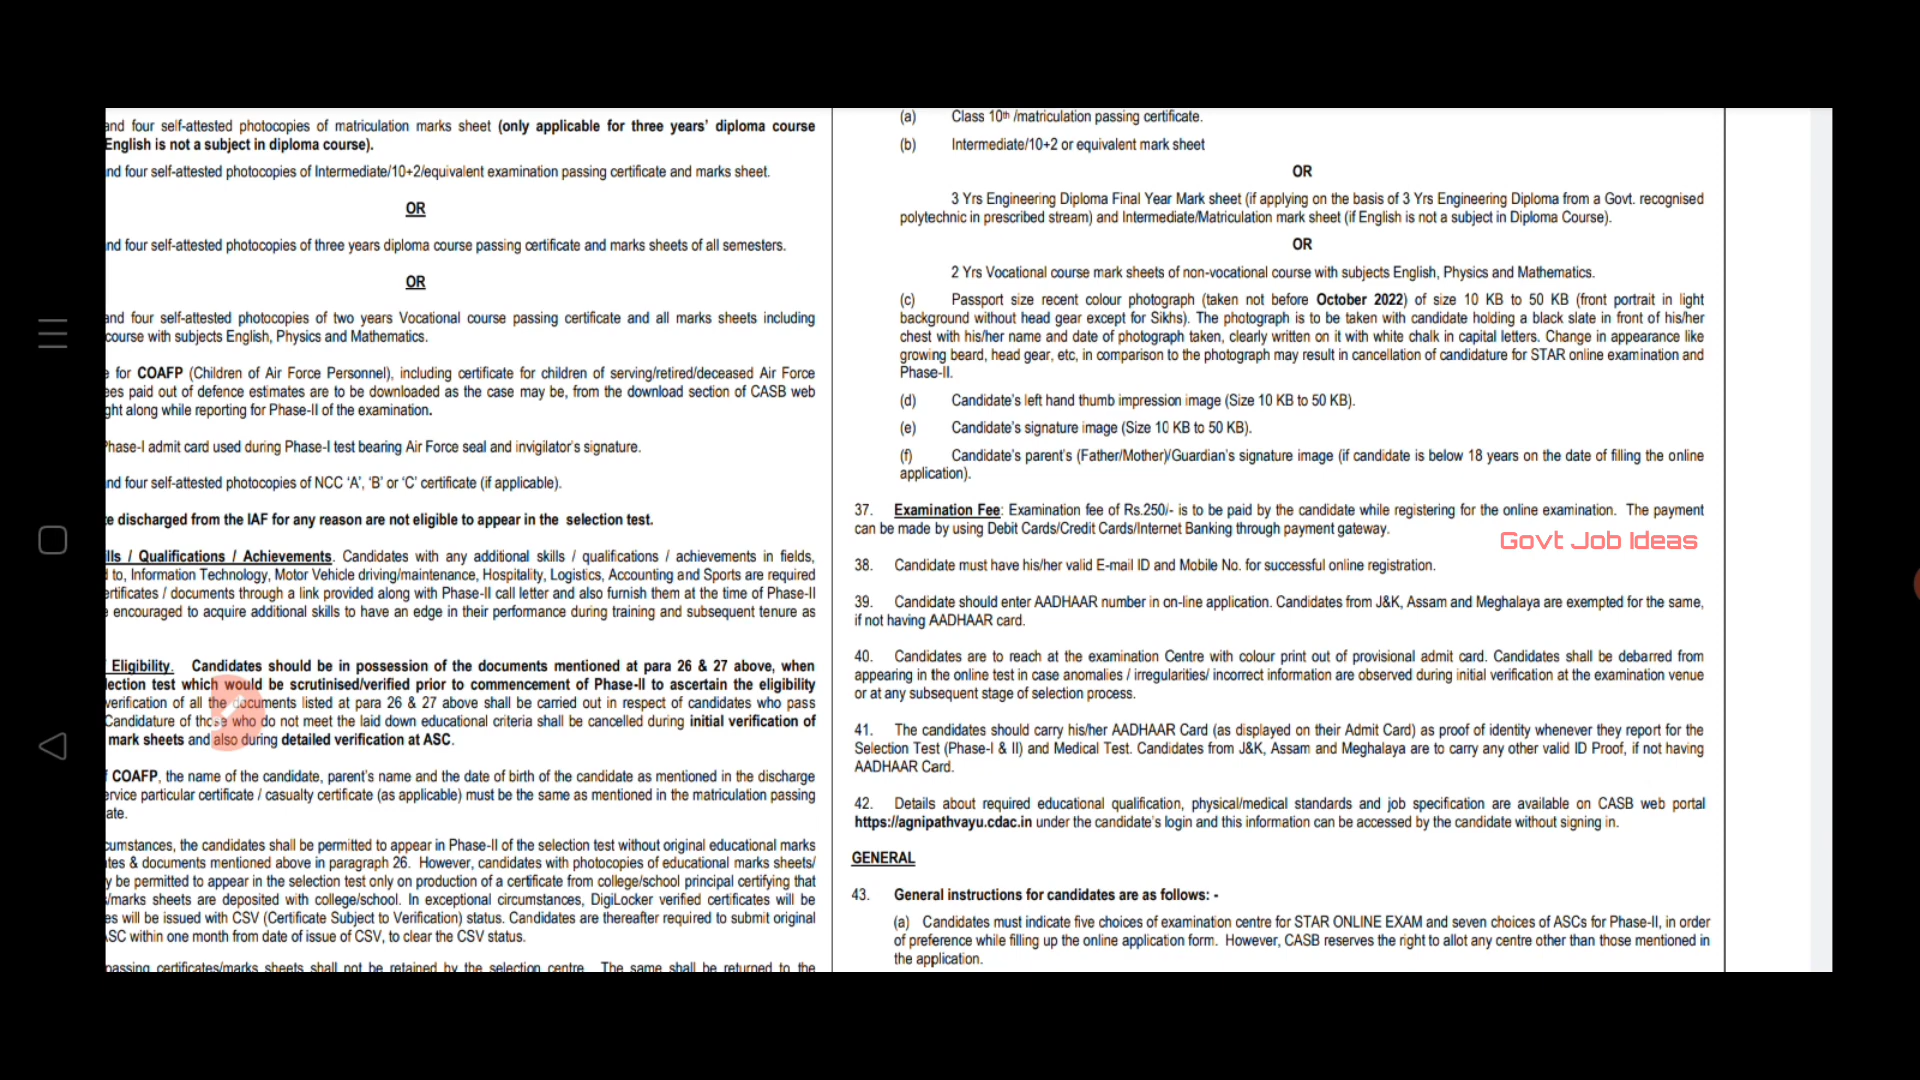 and four self-attested photocopies of matriculation marks sheet (only applicable for three years’ diploma course
English is not a subject in diploma course).
nd four self-attested photocopies of Intermediate/10+2/equivalent examination passing certificate and marks sheet.
OR
nd four self-attested photocopies of three years diploma course passing certificate and marks sheets of all semesters.
OR
and four self-attested photocopies of two years Vocational course passing certificate and all marks sheets including
course with subjects English, Physics and Mathematics.
e for COAFP (Children of Air Force Personnel), including certificate for children of serving/retired/deceased Air Force
ees paid out of defence estimates are to be downloaded as the case may be, from the download section of CASB web
ght along while reporting for Phase-II of the examination.
Phase-I admit card used during Phase-I test bearing Air Force seal and invigilator’s signature.
nd four self-attested photocopies of NCC ‘A’, ‘B’ or ‘C’ certificate (if applicable).
e discharged from the IAF for any reason are not eligible to appear in the selection test.
lls / Qualifications / Achievements. Candidates with any additional skills / qualifications / achievements in fields,
to, Information Technology, Motor Vehicle driving/maintenance, Hospitality, Logistics, Accounting and Sports are required
ertificates / documents through a link provided along with Phase-II call letter and also furnish them at the time of Phase-II
e encouraged to acquire additional skills to have an edge in their performance during training and subsequent tenure as
Eligibility. Candidates should be in possession of the documents mentioned at para 26 & 27 above, when
lection test which would be scrutinised/verified prior to commencement of Phase-II to ascertain the eligibility
verification of all the documents listed at para 26 & 27 above shall be carried out in respect of candidates who pass
Candidature of those who do not meet the laid down educational criteria shall be cancelled during initial verification of
mark sheets and also during detailed verification at ASC.
COAFP, the name of the candidate, parent’s name and the date of birth of the candidate as mentioned in the discharge
ervice particular certificate / casualty certificate (as applicable) must be the same as mentioned in the matriculation passing
ate.
cumstances, the candidates shall be permitted to appear in Phase-II of the selection test without original educational marks
tes & documents mentioned above in paragraph 26. However, candidates with photocopies of educational marks sheets/
y be permitted to appear in the selection test only on production of a certificate from college/school principal certifying that
/marks sheets are deposited with college/school. In exceptional circumstances, DigiLocker verified certificates will be
es will be issued with CSV (Certificate Subject to Verification) status. Candidates are thereafter required to submit original
ASC within one month from date of issue of CSV, to clear the CSV status.
passing certificates/marks sheets shall not be retained by the selection centre. The same shall be returned to the
(a) Class 10th /matriculation passing certificate.
(b) Intermediate/10+2 or equivalent mark sheet
OR
3 Yrs Engineering Diploma Final Year Mark sheet (if applying on the basis of 3 Yrs Engineering Diploma from a Govt. recognised
polytechnic in prescribed stream) and Intermediate/Matriculation mark sheet (if English is not a subject in Diploma Course).
OR
2 Yrs Vocational course mark sheets of non-vocational course with subjects English, Physics and Mathematics.
(c) Passport size recent colour photograph (taken not before October 2022) of size 10 KB to 50 KB (front portrait in light
background without head gear except for Sikhs). The photograph is to be taken with candidate holding a black slate in front of his/her
chest with his/her name and date of photograph taken, clearly written on it with white chalk in capital letters. Change in appearance like
growing beard, head gear, etc, in comparison to the photograph may result in cancellation of candidature for STAR online examination and
Phase-II.
(d) Candidate’s left hand thumb impression image (Size 10 KB to 50 KB).
(e) Candidate’s signature image (Size 10 KB to 50 KB).
(f) Candidate’s parent’s (Father/Mother)/Guardian’s signature image (if candidate is below 18 years on the date of filling the online
application).
37. Examination Fee: Examination fee of Rs.250/- is to be paid by the candidate while registering for the online examination. The payment
can be made by using Debit Cards/Credit Cards/Internet Banking through payment gateway.
Govt Job Ideas
38. Candidate must have his/her valid E-mail ID and Mobile No. for successful online registration.
39. Candidate should enter AADHAAR number in on-line application. Candidates from J&K, Assam and Meghalaya are exempted for the same,
if not having AADHAAR card.
40. Candidates are to reach at the examination Centre with colour print out of provisional admit card. Candidates shall be debarred from
appearing in the online test in case anomalies / irregularities/ incorrect information are observed during initial verification at the examination venue
or at any subsequent stage of selection process.
41. The candidates should carry his/her AADHAAR Card (as displayed on their Admit Card) as proof of identity whenever they report for the
Selection Test (Phase-I & II) and Medical Test. Candidates from J&K, Assam and Meghalaya are to carry any other valid ID Proof, if not having
AADHAAR Card.
42. Details about required educational qualification, physical/medical standards and job specification are available on CASB web portal
https://agnipathvayu.cdac.in under the candidate’s login and this information can be accessed by the candidate without signing in.
GENERAL
43. General instructions for candidates are as follows: -
(a) Candidates must indicate five choices of examination centre for STAR ONLINE EXAM and seven choices of ASCs for Phase-II, in order
of preference while filling up the online application form. However, CASB reserves the right to allot any centre other than those mentioned in
the application.